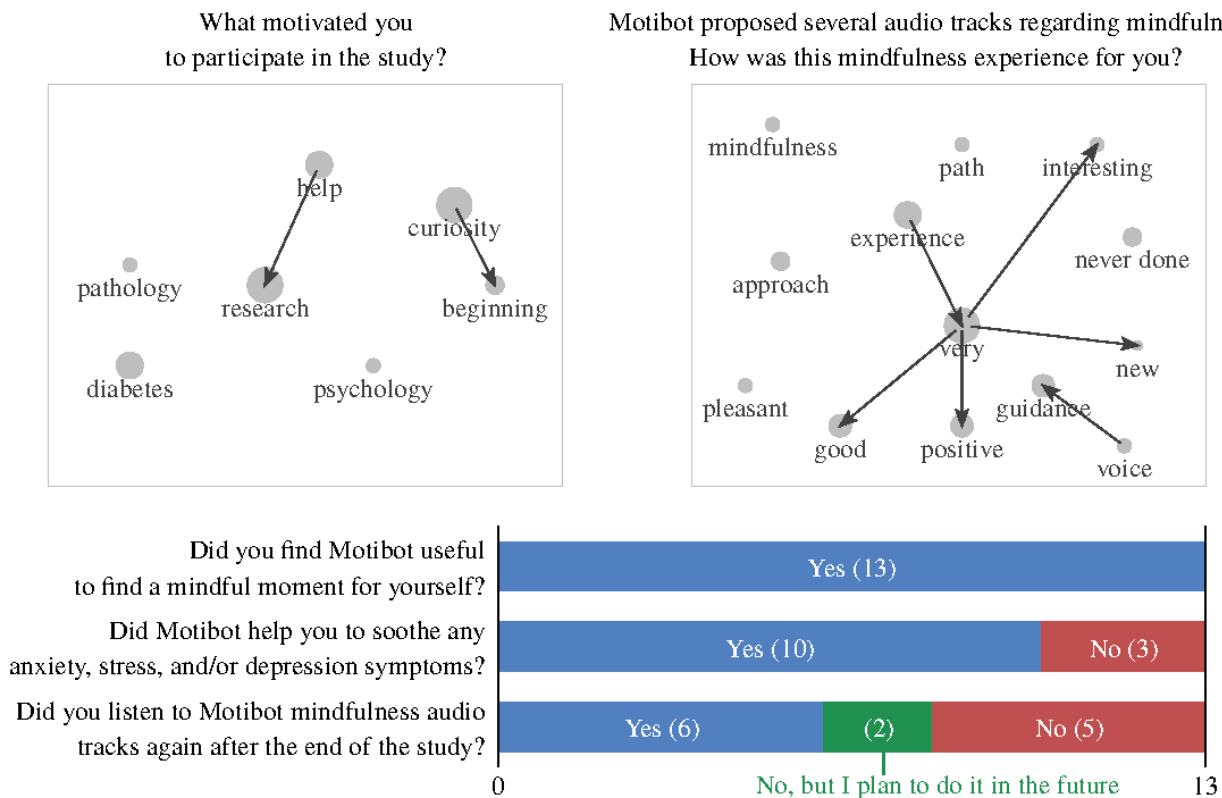 What motivated you
to participate in the study?
help
curiosity
pathology
research
beginning
diabetes
psychology
Motibot proposed several audio tracks regarding mindfuln
How was this mindfulness experience for you?
mindfulness
path
interesting
experience
never done
approach
very
new
pleasant
guidance
good
positive
voice
Did you find Motibot useful
to find a mindful moment for yourself?
Yes (13)
Did Motibot help you to soothe any
anxiety, stress, and/or depression symptoms?
Yes (10)
No (3)
Did you listen to Motibot mindfulness audio
tracks again after the end of the study?
Yes (6)
(2)
No (5)
0
No, but I plan to do it in the future
13